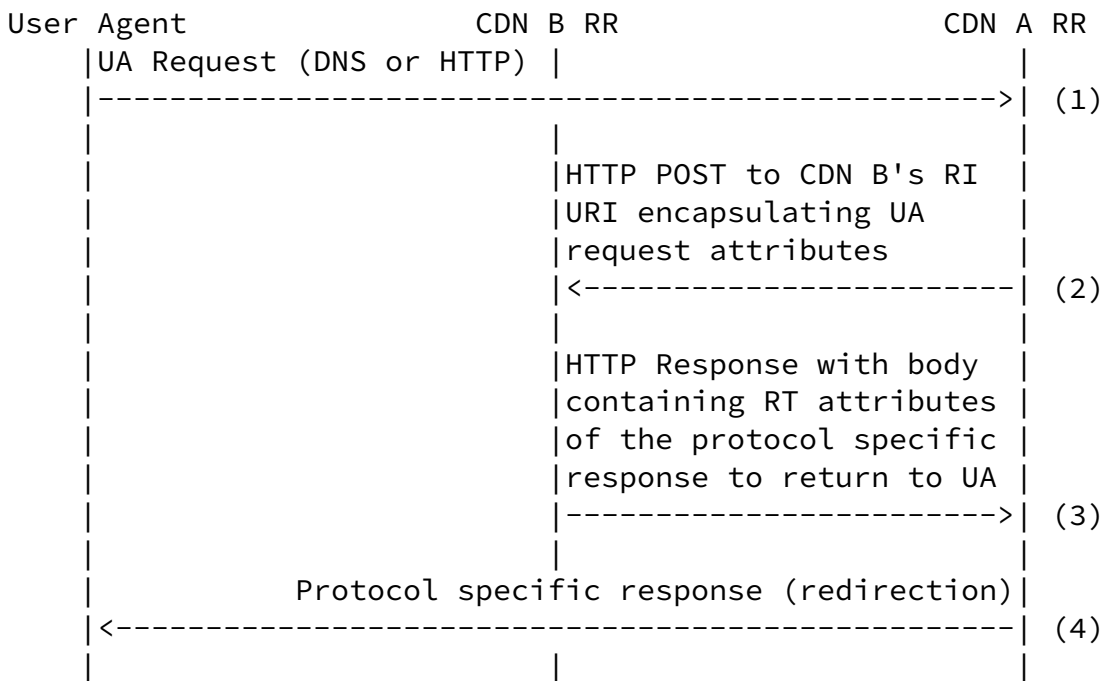 User Agent CDN B RR CDN A RR
UA Request (DNS or HTTP)
(1)
HTTP POST to CDN B's RI
URI encapsulating UA
request attributes
(2)
HTTP Response with body
containing RT attributes
of the protocol specific
response to return to UA
(3)
Protocol specific response (redirection)
(4)